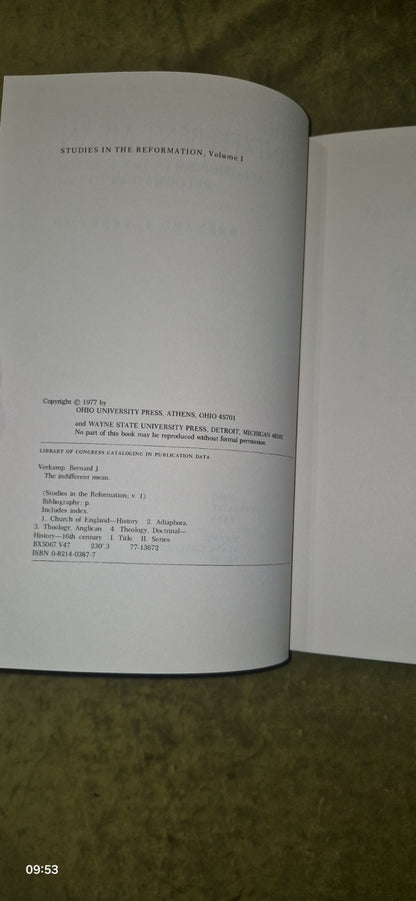 STUDIES IN THE REFORMATION, Volume I
Copyright © 1977 by
OHIO UNIVERSITY PRESS, ATHENS, OHIO 45701
and WAYNE STATE UNIVERSITY PRESS, DETROIT, MICHIGAN 48202
No part of this book may be reproduced without formal permission.
LIBRARY OF CONGRESS CATALOGING IN PUBLICATION DATA
Verkamp, Bernard J
The indifferent mean.
(Studies in the Reformation; v. 1)
Bibliography: p.
Includes index.
1. Church of England—History. 2. Adiaphora.
3. Theology, Anglican. 4. Theology, Doctrinal—
History—16th century. I. Title. II. Series.
BX5067.V47 230'.3 77-13672
ISBN 0-8214-0387-7
09:53